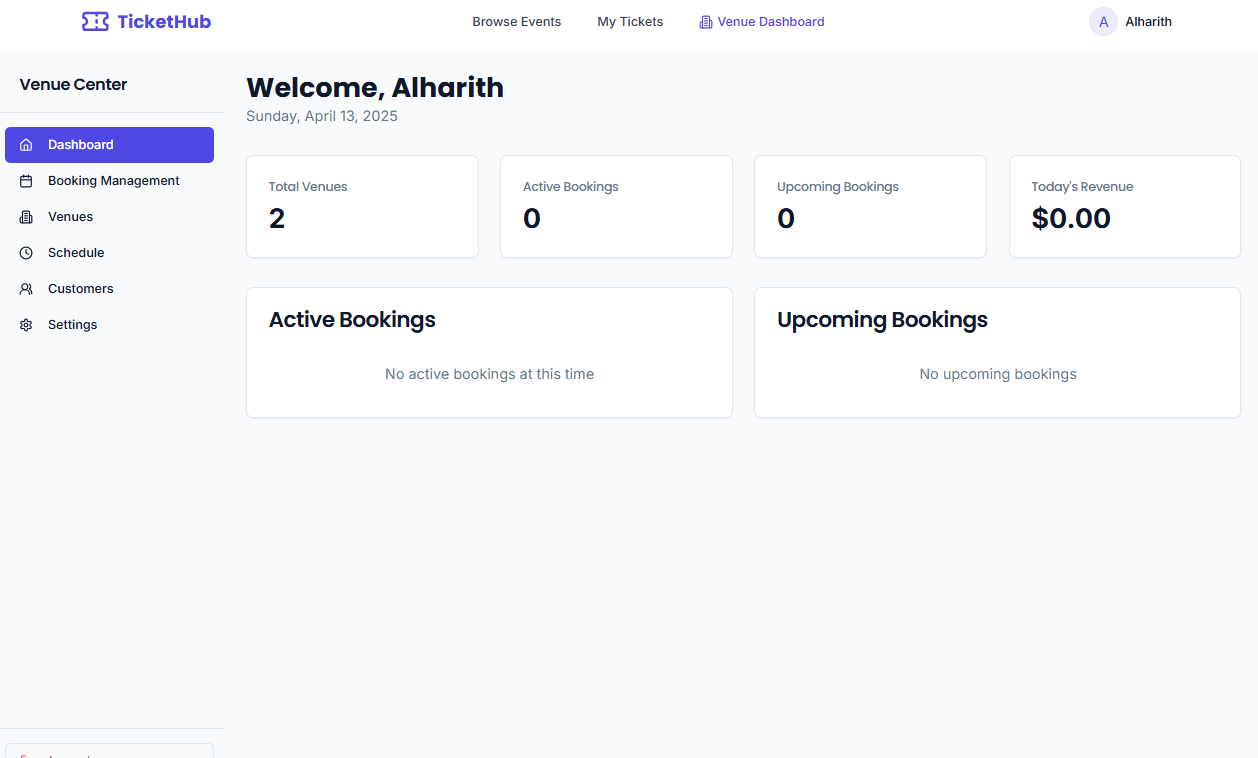 TicketHub
Browse Events
My Tickets
Venue Dashboard
A
Alharith
Venue Center
Dashboard
Booking Management
Venues
Schedule
Customers
Settings
Welcome, Alharith
Sunday, April 13, 2025
Total Venues
2
Active Bookings
0
Upcoming Bookings
0
Today's Revenue
$0.00
Active Bookings
No active bookings at this time
Upcoming Bookings
No upcoming bookings